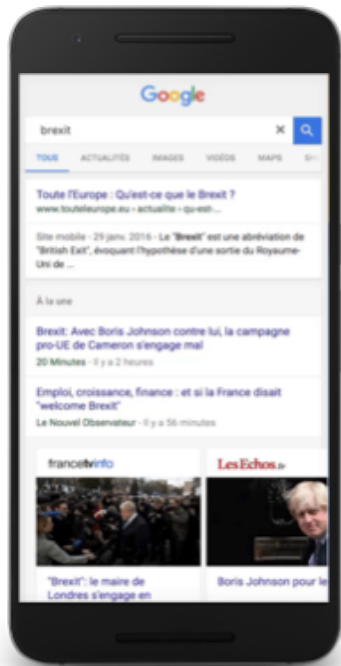 Google
brexit
TOUS ACTUALITÉS IMAGES VIDÉOS MAPS
Toute l'Europe : Qu'est-ce que le Brexit ?
www.touteleurope.eu › actualite › qu-est-...
Site mobile - 29 janv. 2016 - Le "Brexit" est une abréviation de
"British Exit", évoquant l'hypothèse d'une sortie du Royaume-
Uni de ...
À la une
Brexit: Avec Boris Johnson contre lui, la campagne
pro-UE de Cameron s'engage mal
20 Minutes - Il y a 2 heures
Emploi, croissance, finance : et si la France disait
"welcome Brexit"
Le Nouvel Observateur - Il y a 56 minutes
francetvinfo
LesEchos.fr
"Brexit": le maire de
Londres s'engage en
Boris Johnson pour le